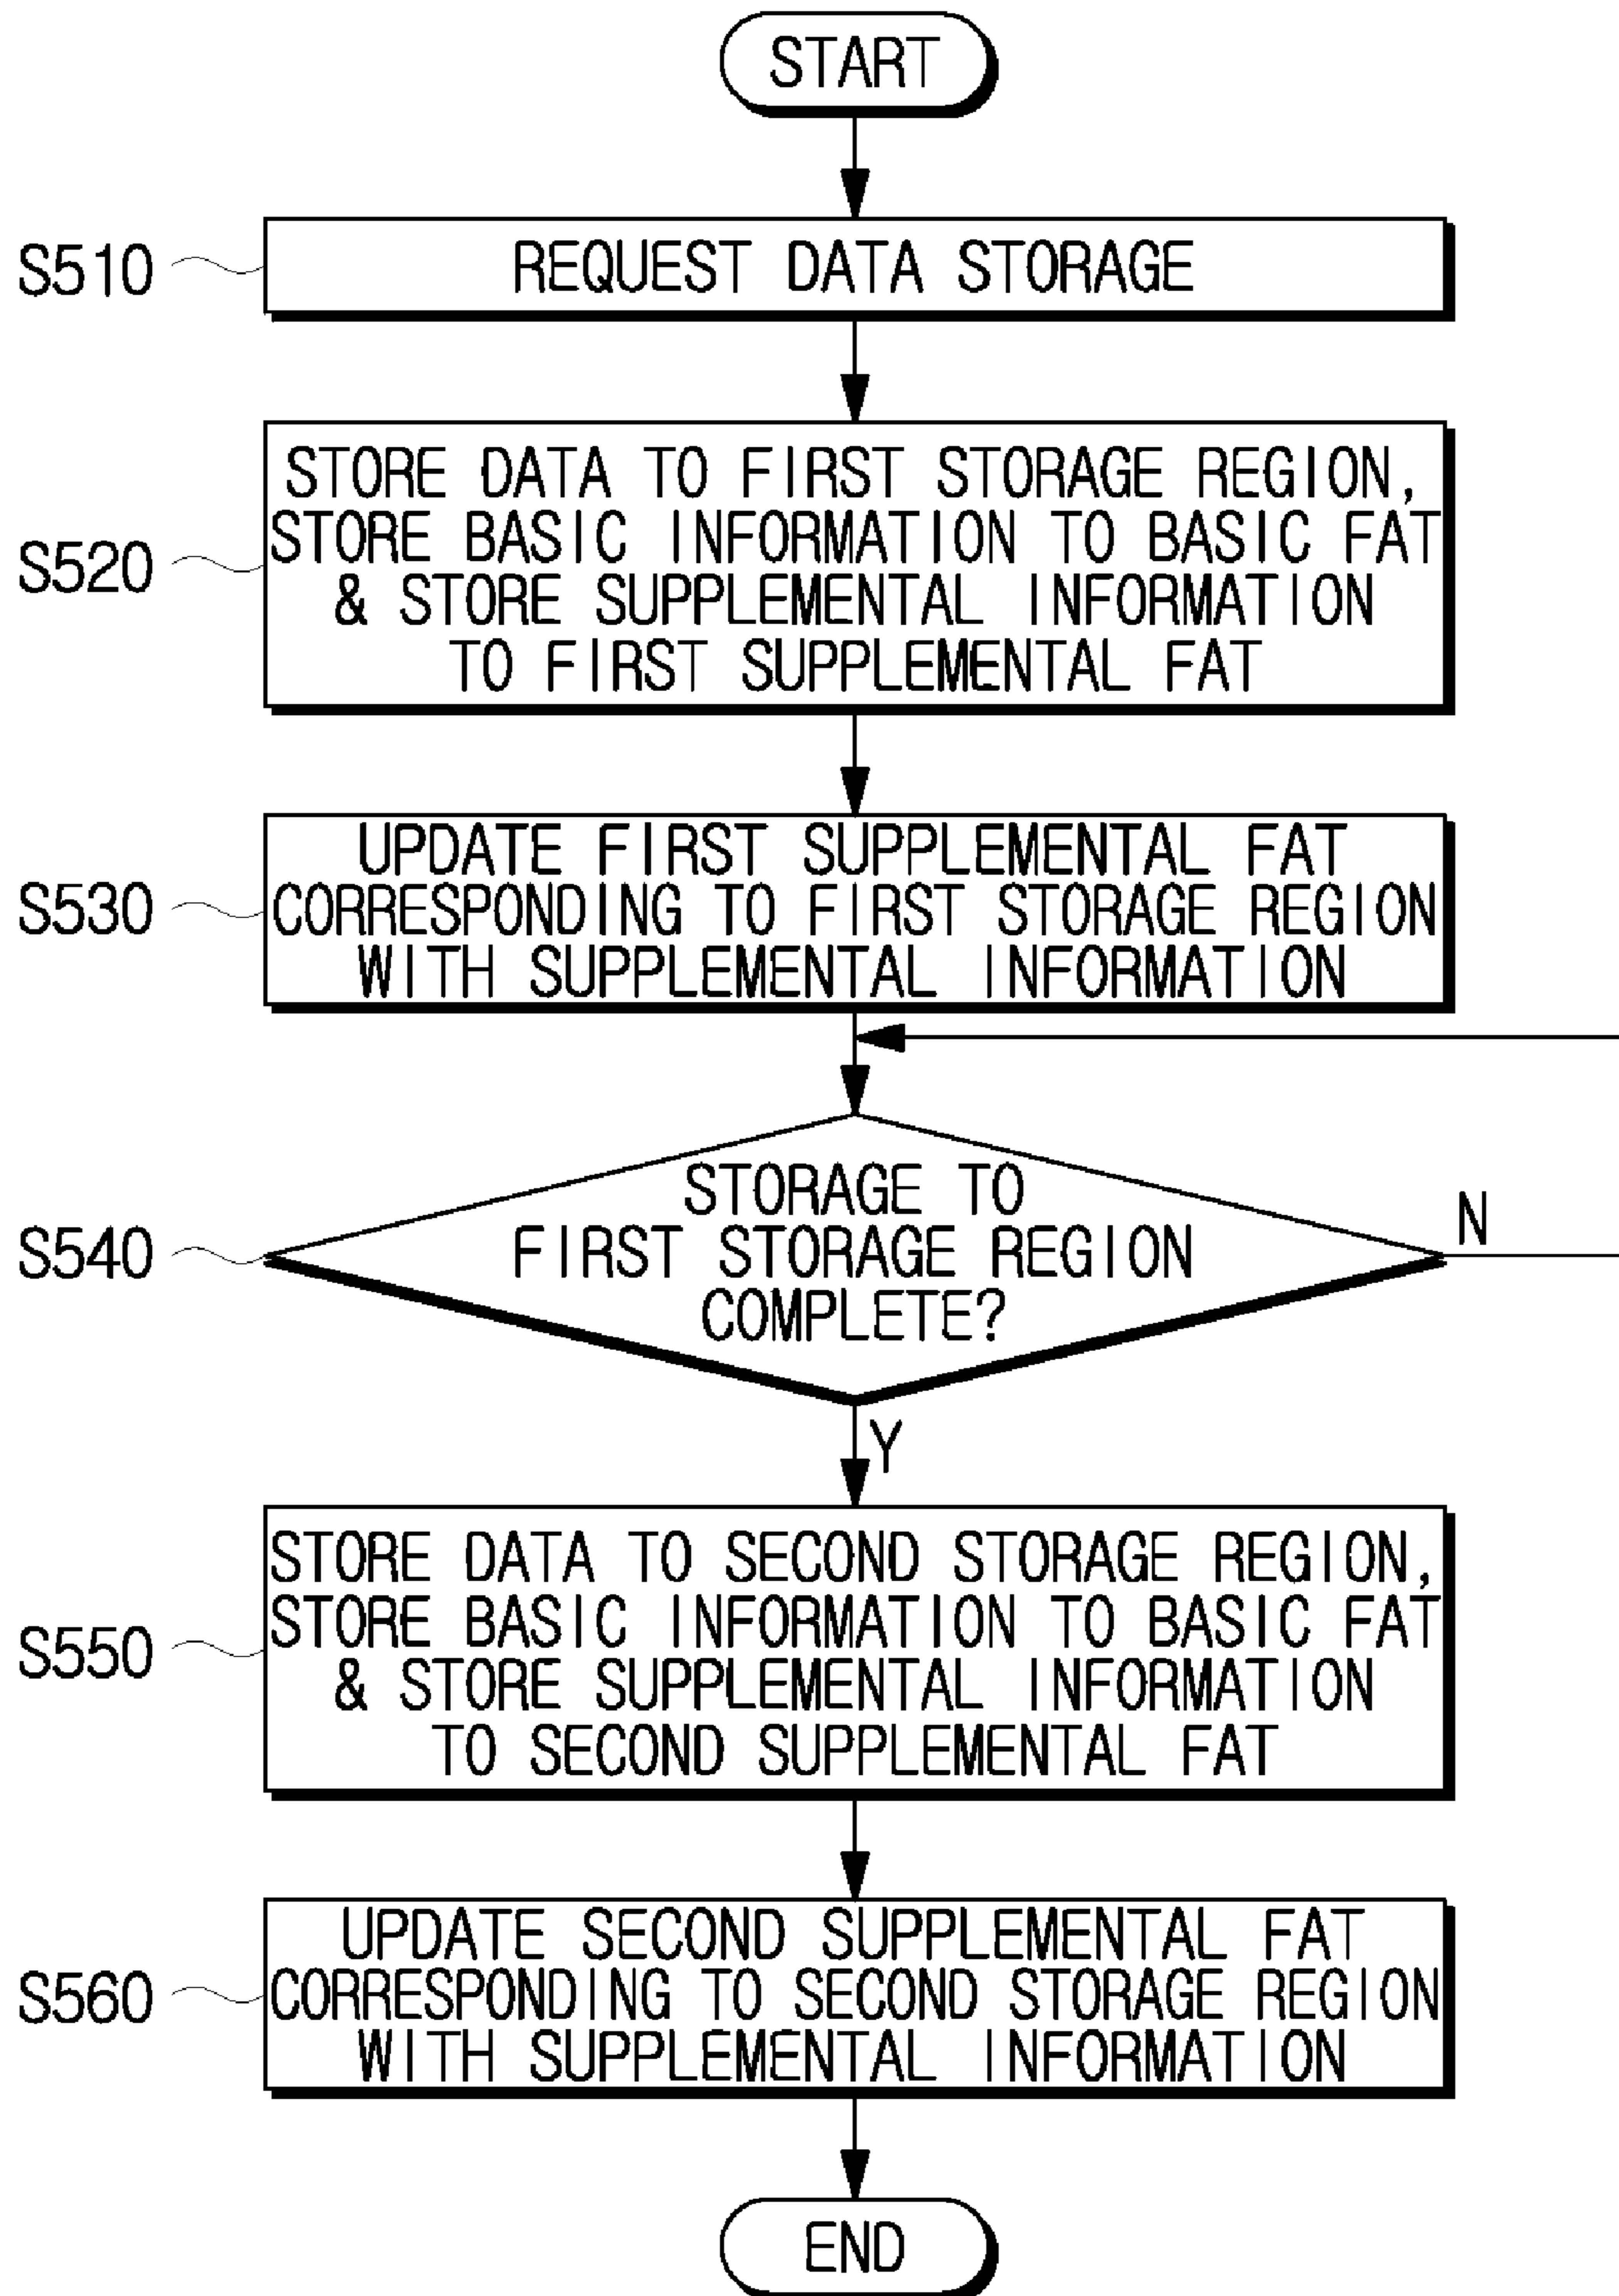 START
S510
REQUEST DATA STORAGE
S520
STORE DATA TO FIRST STORAGE REGION,
STORE BASIC INFORMATION TO BASIC FAT
& STORE SUPPLEMENTAL INFORMATION
TO FIRST SUPPLEMENTAL FAT
S530
UPDATE FIRST SUPPLEMENTAL FAT
CORRESPONDING TO FIRST STORAGE REGION
WITH SUPPLEMENTAL INFORMATION
S540
STORAGE TO
FIRST STORAGE REGION
COMPLETE?
N
Y
S550
STORE DATA TO SECOND STORAGE REGION,
STORE BASIC INFORMATION TO BASIC FAT
& STORE SUPPLEMENTAL INFORMATION
TO SECOND SUPPLEMENTAL FAT
S560
UPDATE SECOND SUPPLEMENTAL FAT
CORRESPONDING TO SECOND STORAGE REGION
WITH SUPPLEMENTAL INFORMATION
END